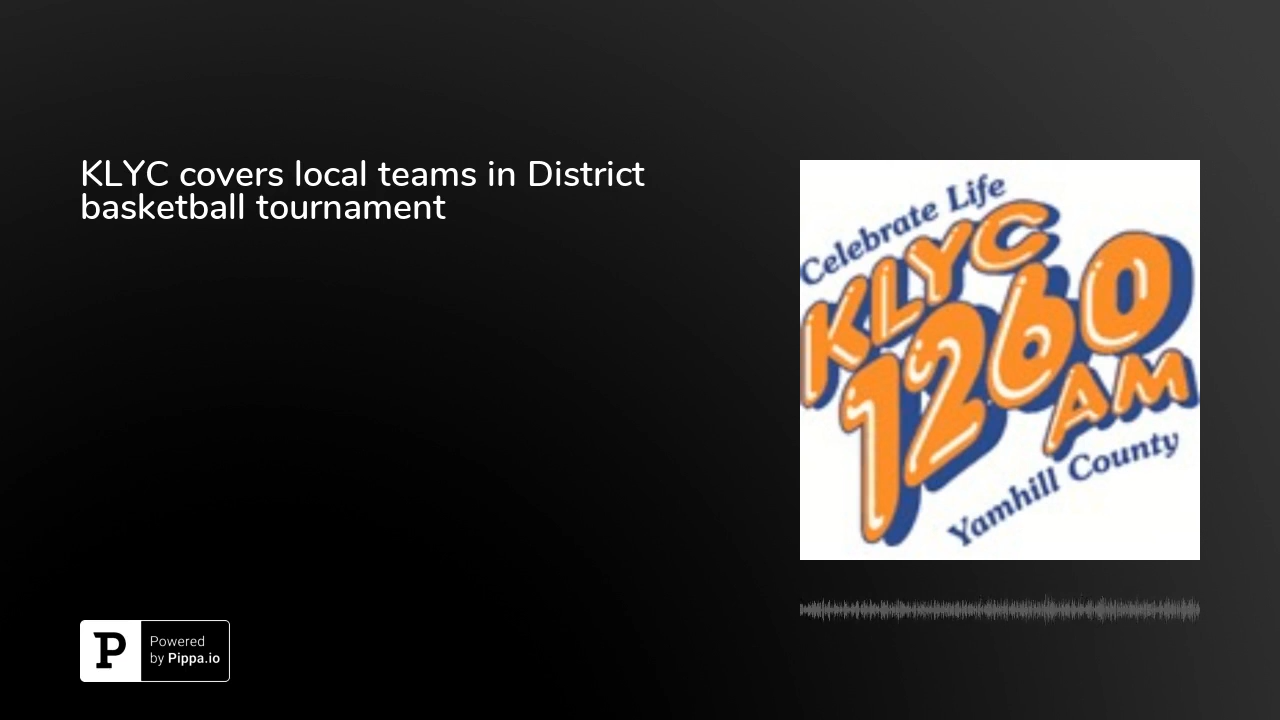 KLYC covers local teams in District
basketball tournament
Celebrate Life
KLYC
1260
AM
Yamhill County
P
Powered
by Pippa.io